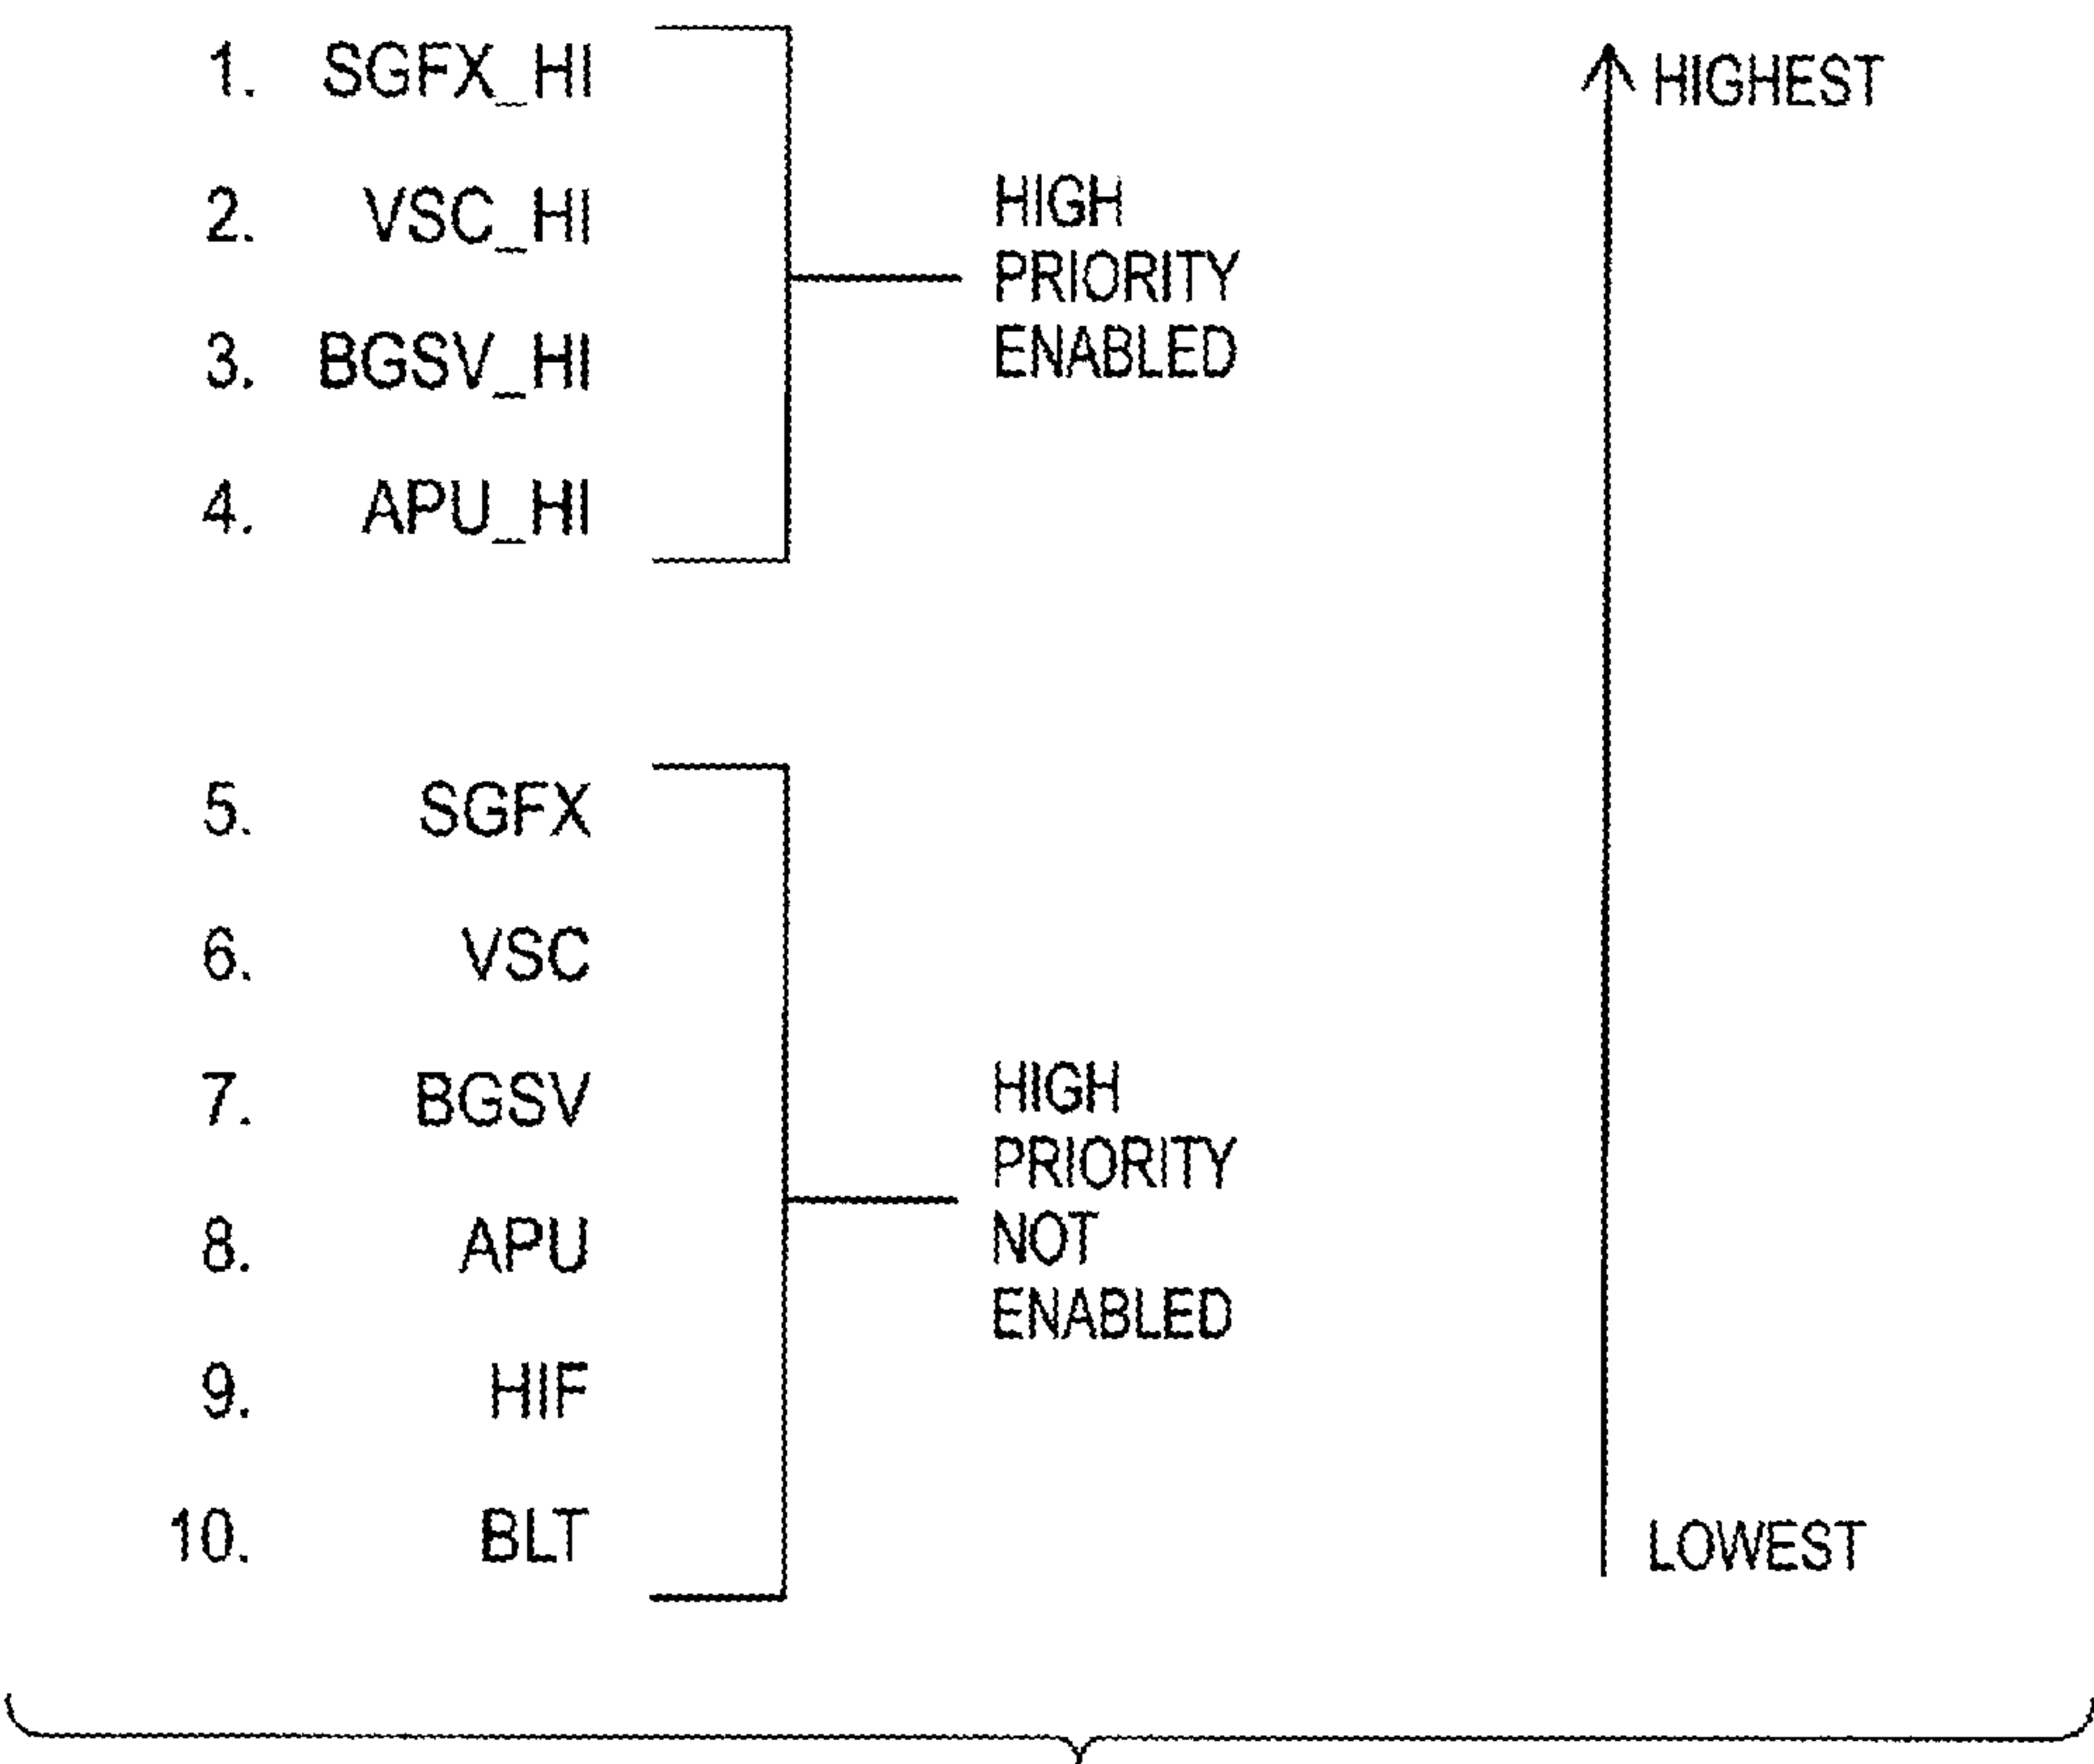 1. SGFX_HI
HIGHEST
2. VSC_HI
HIGH
PRIORITY
ENABLED
3. BGSV_HI
4. APU_HI
5. SGFX
6. VSC
7. BGSV
HIGH
PRIORITY
NOT
ENABLED
8. APU
9. HIF
10. BLT
LOWEST